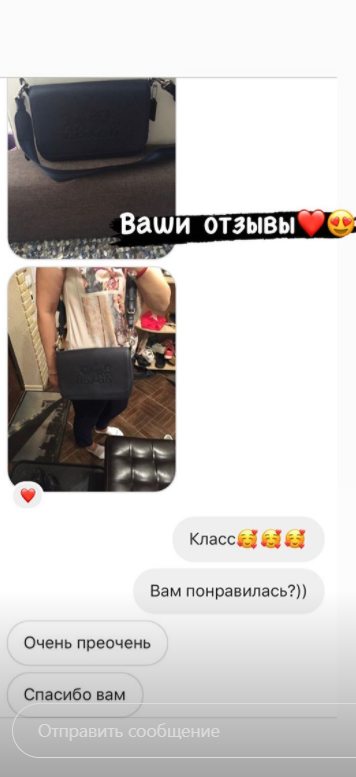 Ваши отзывы❤️😍
Класс🥰🥰🥰
Вам понравилась?))
Очень преочень
Спасибо вам
Отправить сообщение